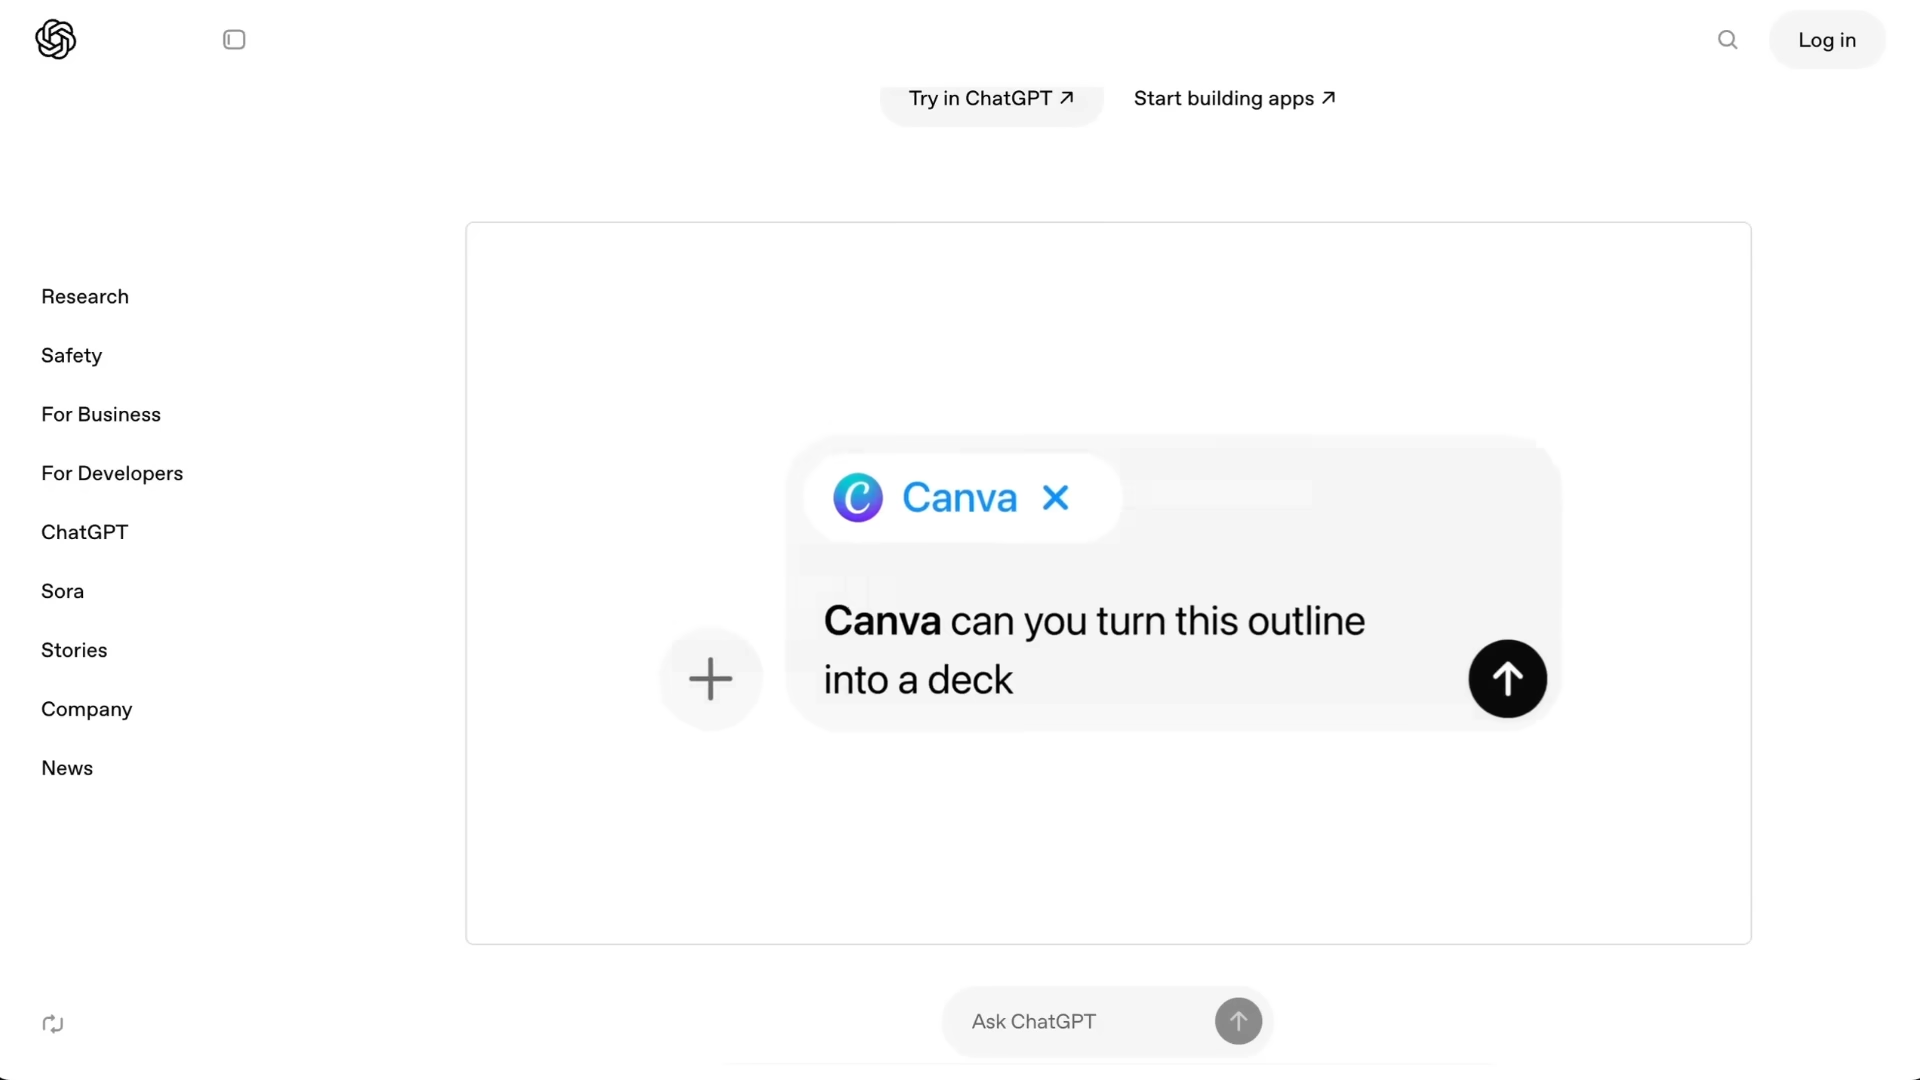 Log in
Try in ChatGPT ↗
Start building apps ↗
Research
Safety
For Business
For Developers
ChatGPT
Sora
Stories
Company
News
Canva
Canva can you turn this outline
into a deck
Ask ChatGPT